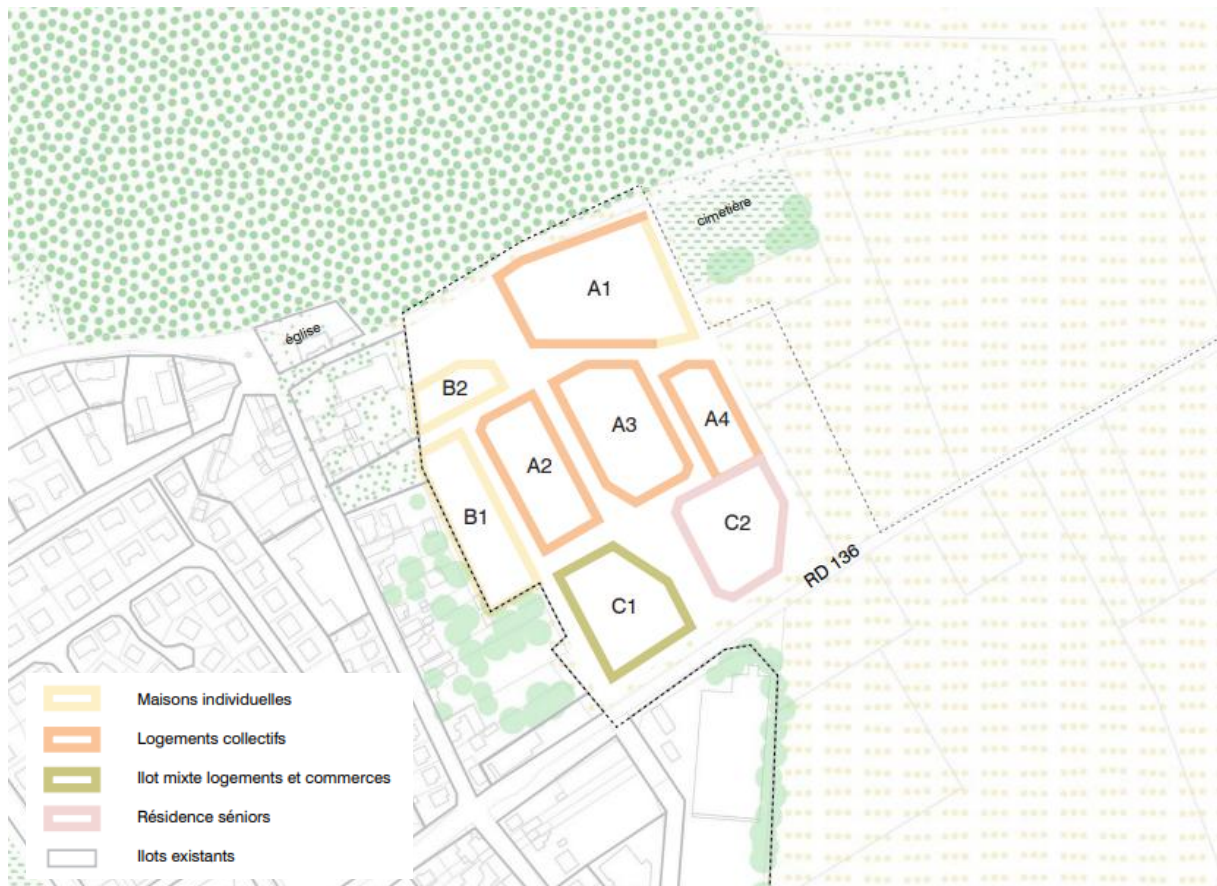 cimetière
A1
église
B2
A3
A4
A2
B1
C2
RD 136
C1
Maisons individuelles
Logements collectifs
Ilot mixte logements et commerces
Résidence séniors
Ilots existants